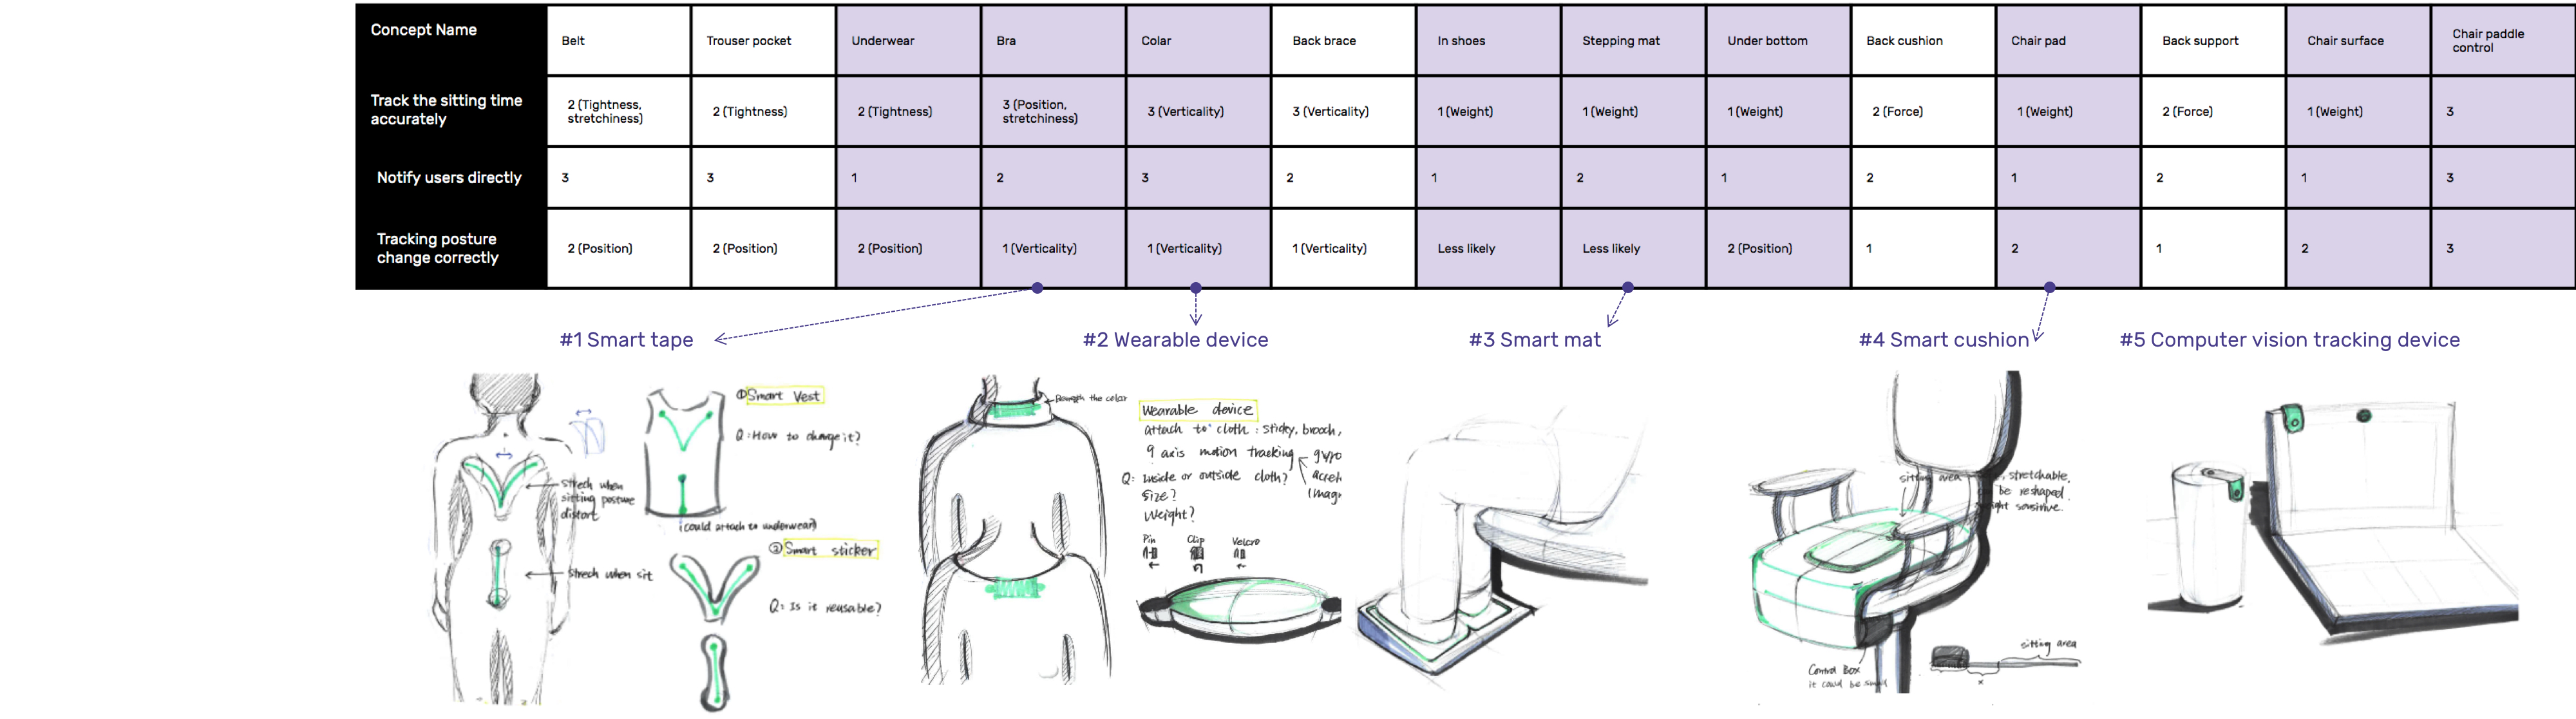 Concept Name
Belt
Trouser pocket
Underwear
Bra
Colar
Back brace
In shoes
Stepping mat
Under bottom
Back cushion
Chair pad
Back support
Chair surface
Chair paddle
control
Track the sitting time
accurately
2 (Tightness,
stretchiness)
2 (Tightness)
2 (Tightness)
3 (Position,
stretchiness)
3 (Verticality)
3 (Verticality)
1 (Weight)
1 (Weight)
1 (Weight)
2 (Force)
1 (Weight)
2 (Force)
1 (Weight)
3
Notify users directly
3
3
1
2
3
2
1
2
1
2
1
2
1
3
Tracking posture
change correctly
2 (Position)
2 (Position)
2 (Position)
1 (Verticality)
1 (Verticality)
1 (Verticality)
Less likely
Less likely
2 (Position)
1
2
1
2
3
#1 Smart tape
#2 Wearable device
#3 Smart mat
#4 Smart cushion
#5 Computer vision tracking device
① Smart Vest
Q: How to change it?
strech when
sitting posture
distort
(could attach to underwear)
② Smart sticker
strech when sit
Q: Is it reusable?
the colar
Wearable device
attach to cloth: sticky, brooch,
9 axis motion tracking
gyro
Q: inside or outside cloth?
size?
Weight?
Pin
Clip
Velcro
sitting area
stretchable,
be reshaped.
sensitive.
Control Box
it could be small
sitting area
x